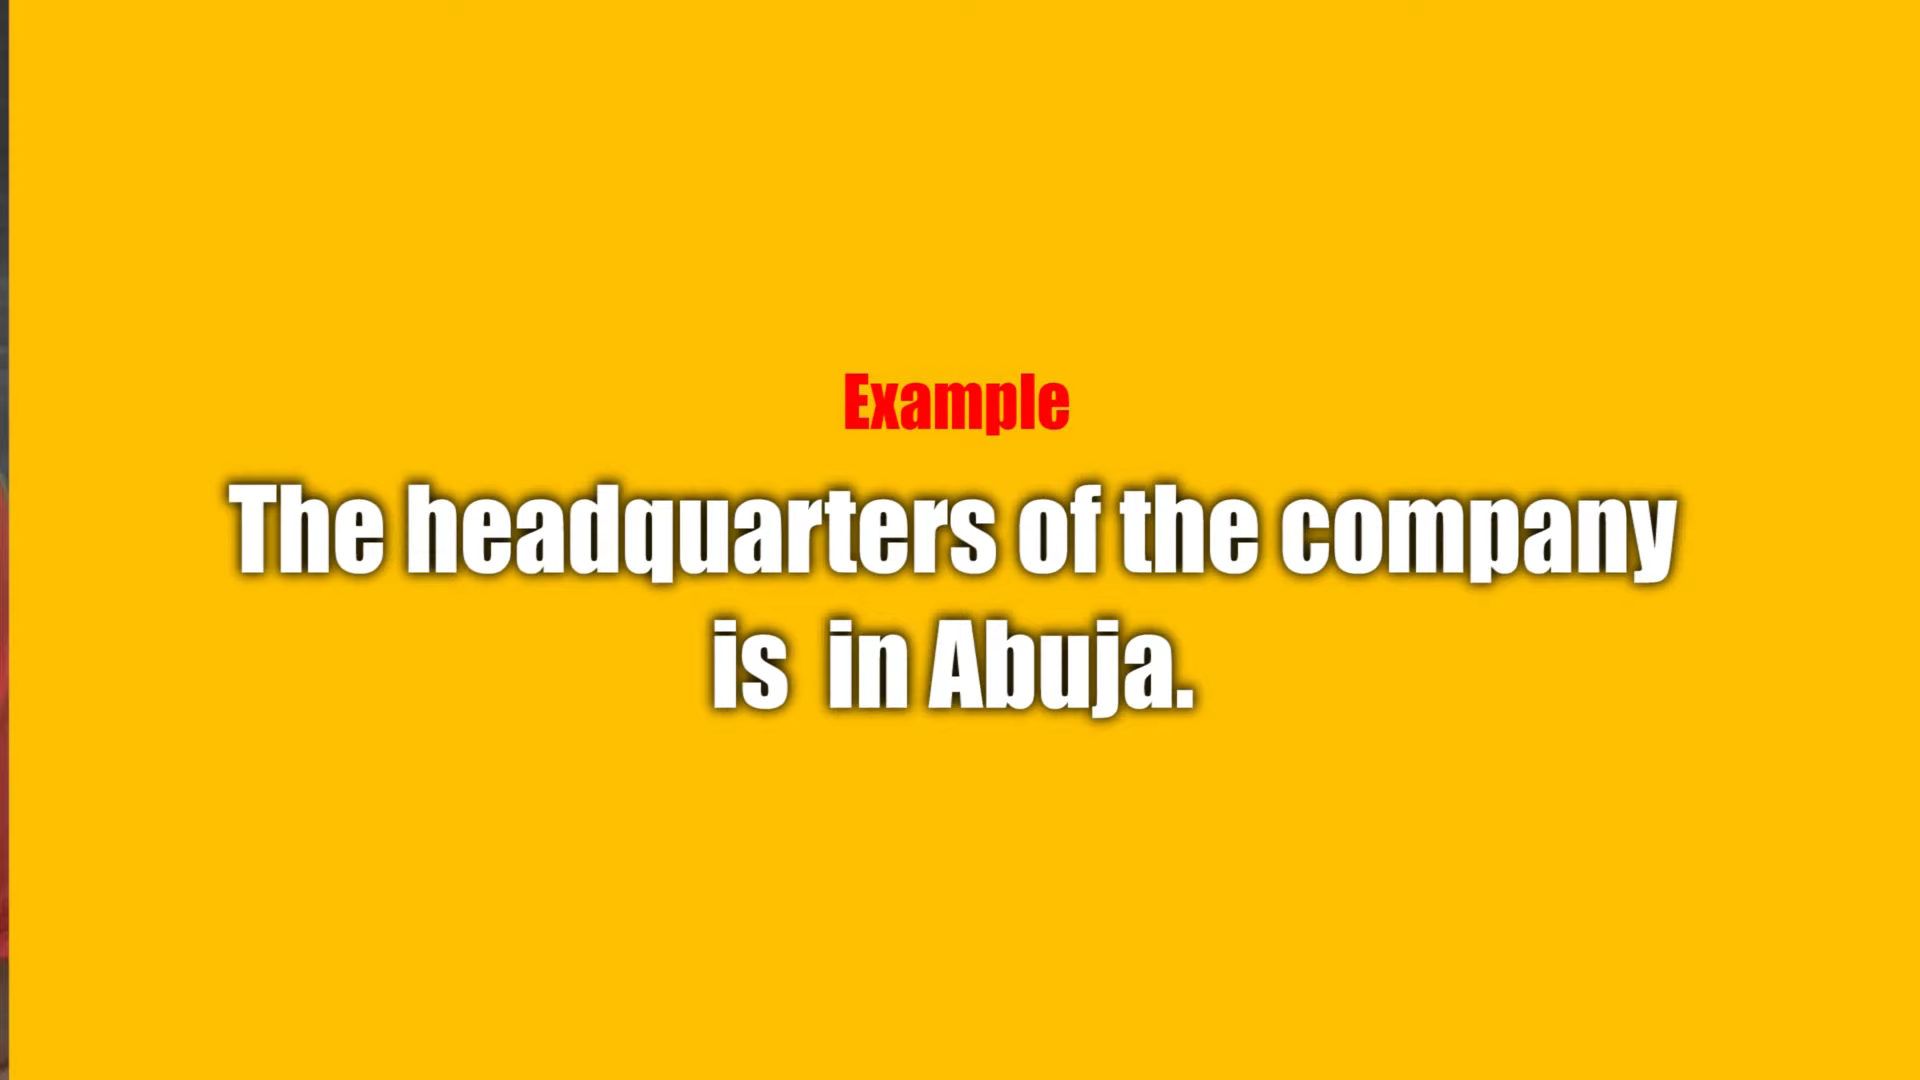 Example
The headquarters of the company
is  in Abuja.